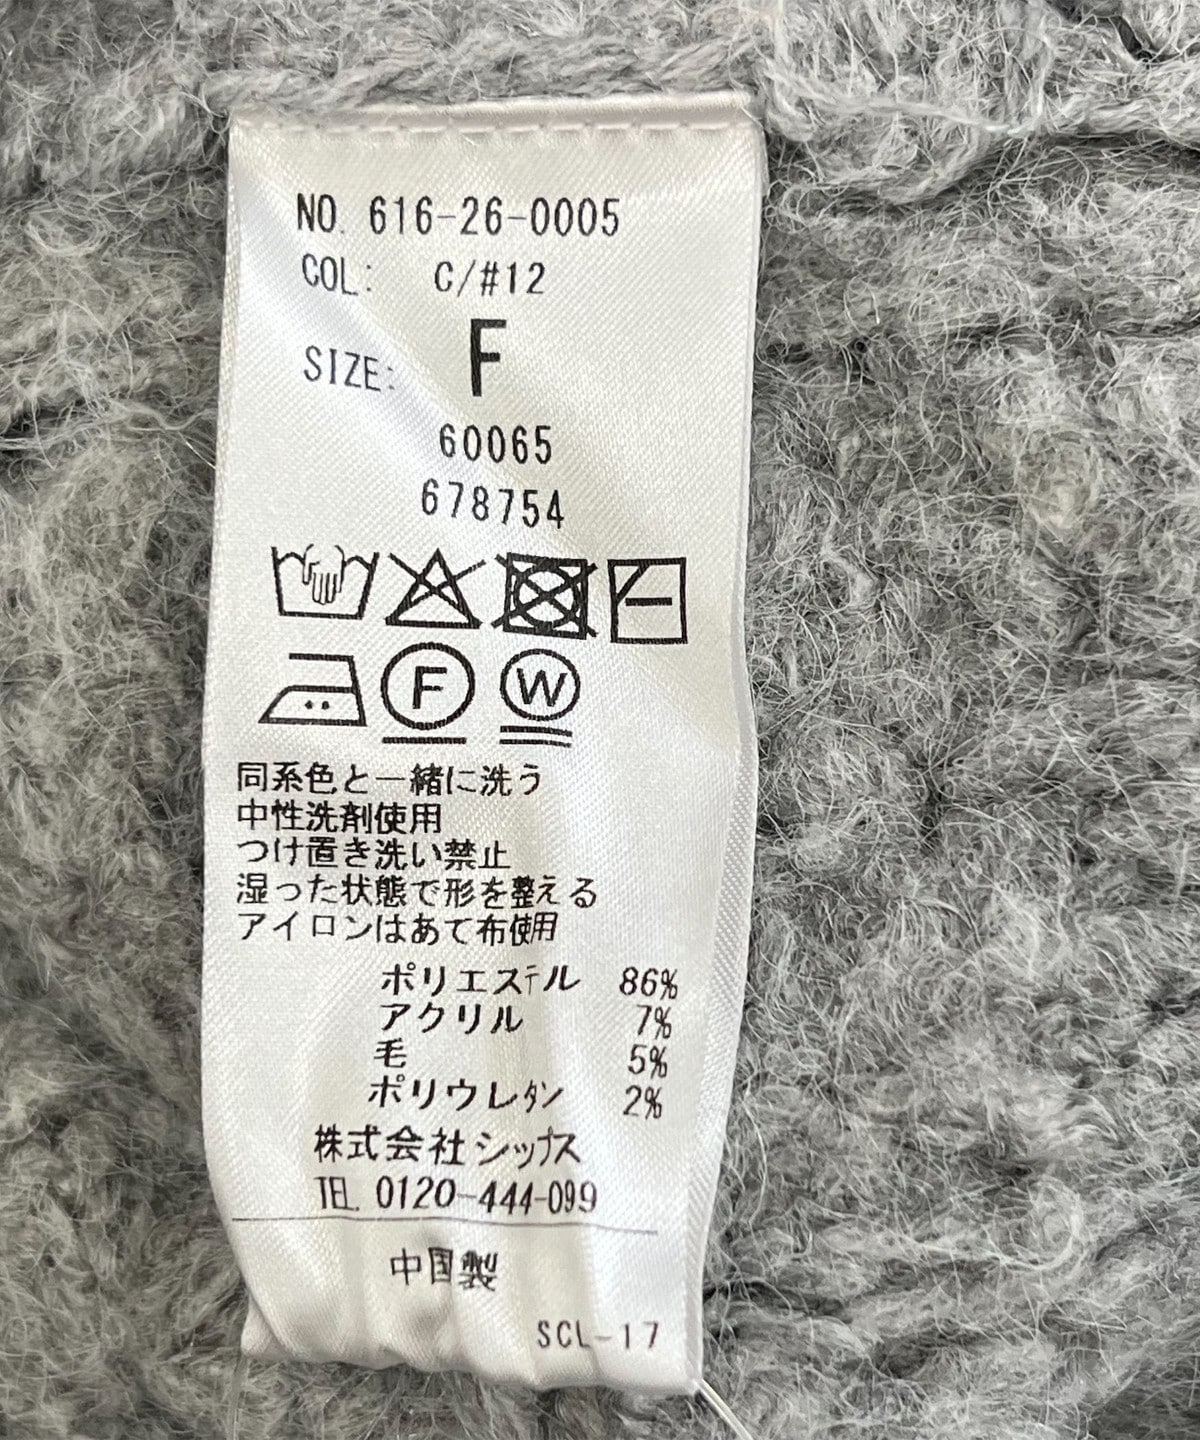 NO. 616-26-0005
COL: C/#12
SIZE: F
60065
678754
F W
同系色と一緒に洗う
中性洗剤使用
つけ置き洗い禁止
湿った状態で形を整える
アイロンはあて布使用
ポリエステル 86%
アクリル 7%
毛 5%
ポリウレタン 2%
株式会社シップス
TEL. 0120-444-099
中国製
SCL-17